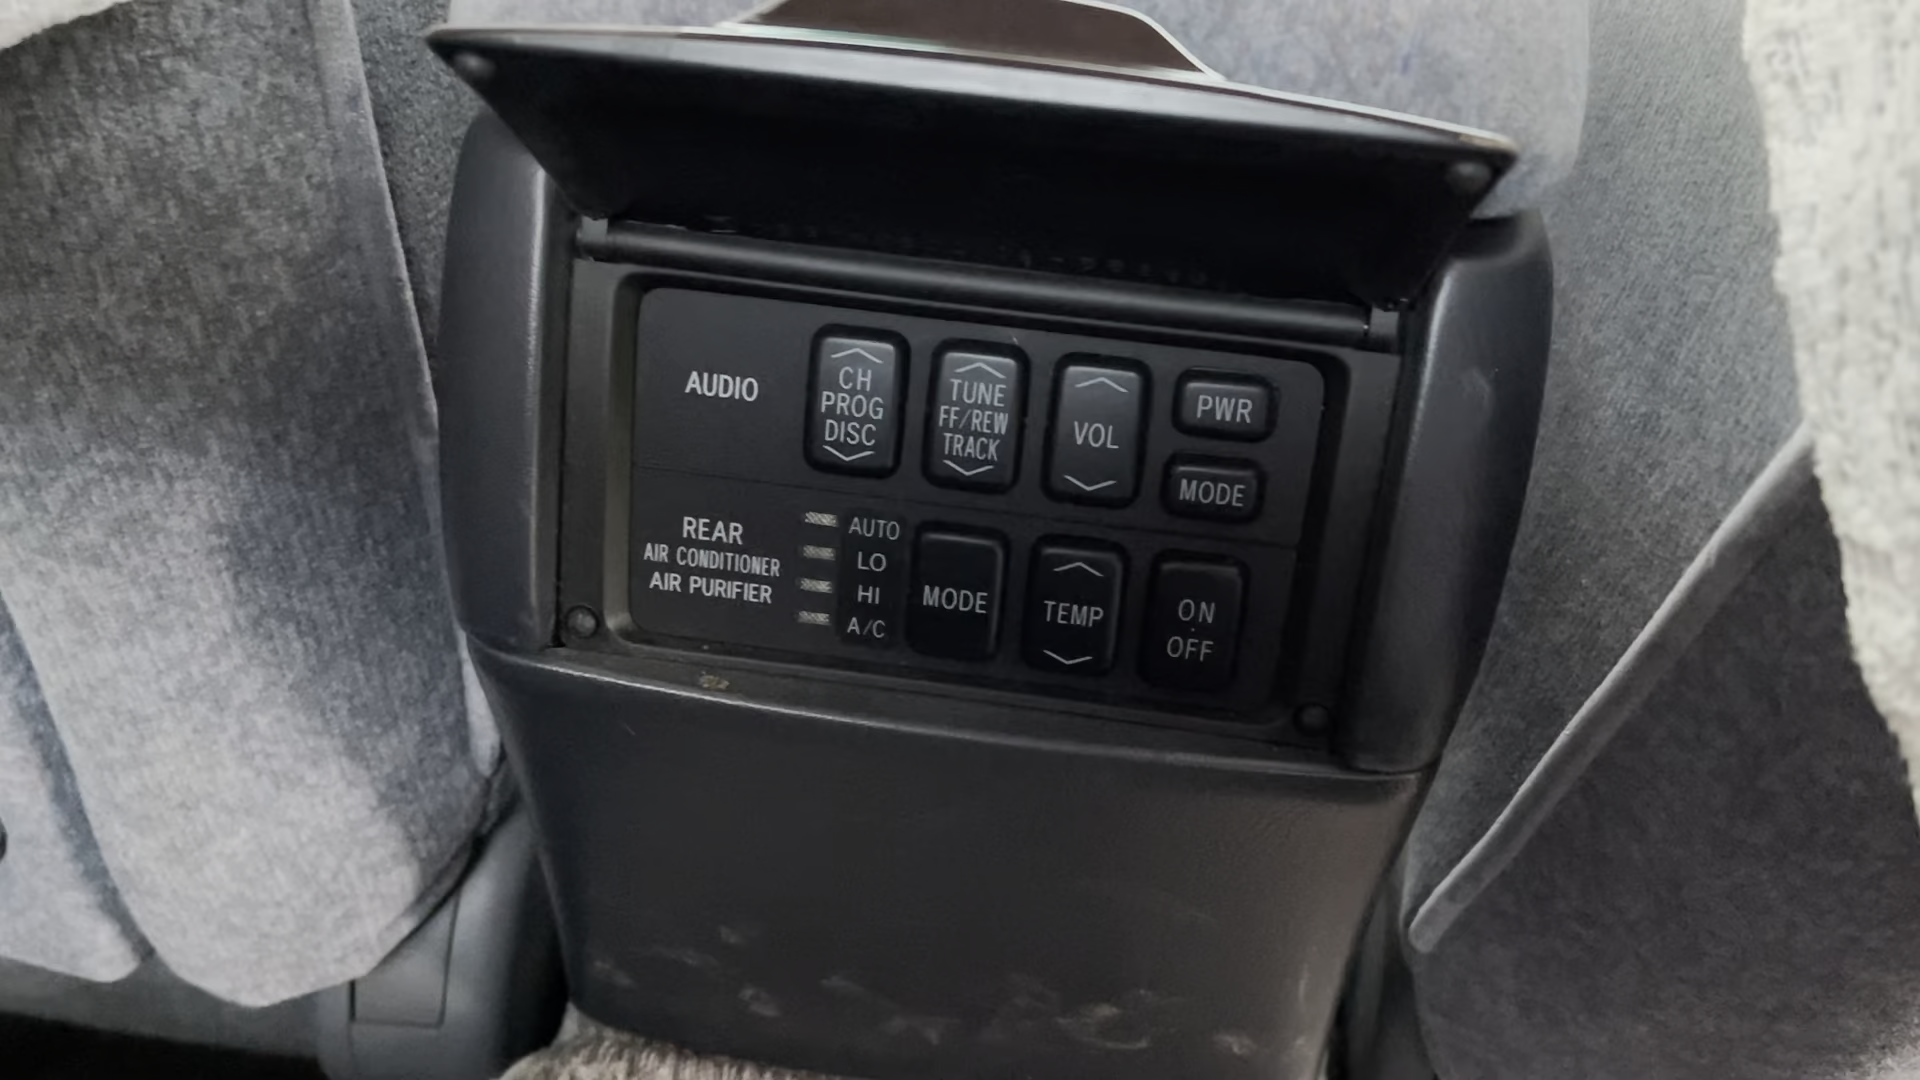 AUDIO
CH
PROG
DISC
TUNE
FF/REW
TRACK
VOL
PWR
MODE
REAR
AIR CONDITIONER
AIR PURIFIER
AUTO
LO
HI
A/C
MODE
TEMP
ON
OFF